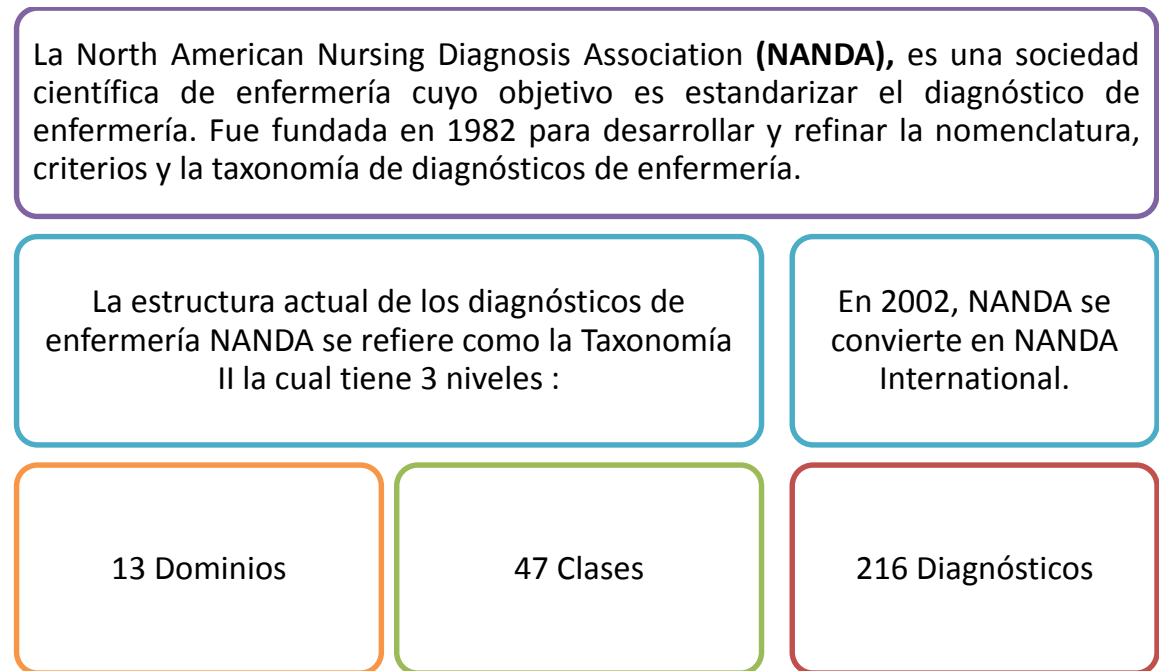 La North American Nursing Diagnosis Association (NANDA), es una sociedad
científica de enfermería cuyo objetivo es estandarizar el diagnóstico de
enfermería. Fue fundada en 1982 para desarrollar y refinar la nomenclatura,
criterios y la taxonomía de diagnósticos de enfermería.
La estructura actual de los diagnósticos de
enfermería NANDA se refiere como la Taxonomía
II la cual tiene 3 niveles :
En 2002, NANDA se
convierte en NANDA
International.
13 Dominios
47 Clases
216 Diagnósticos